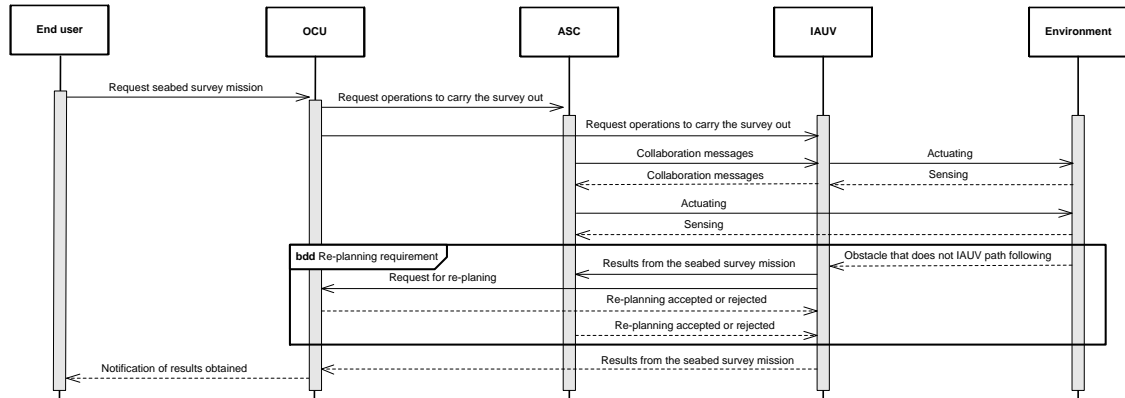 End user
OCU
ASC
IAUV
Environment
Request seabed survey mission
Request operations to carry the survey out
Request operations to carry the survey out
Collaboration messages
Actuating
Collaboration messages
Sensing
Actuating
Sensing
bdd Re-planning requirement
Obstacle that does not IAUV path following
Results from the seabed survey mission
Request for re-planing
Re-planning accepted or rejected
Re-planning accepted or rejected
Results from the seabed survey mission
Notification of results obtained